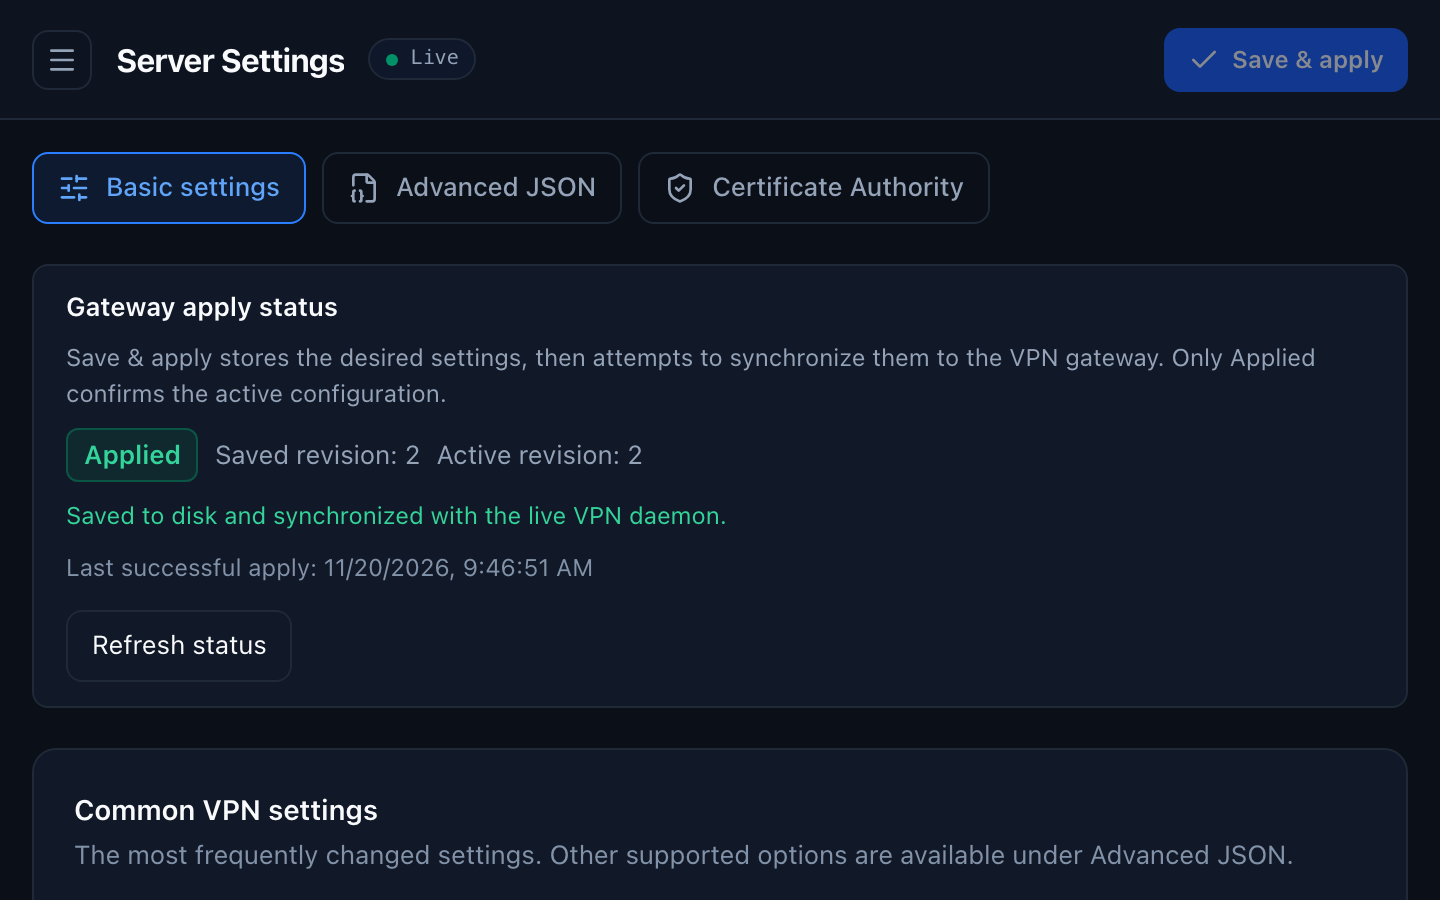 Server Settings
Live
Save & apply
Basic settings
Advanced JSON
Certificate Authority
Gateway apply status
Save & apply stores the desired settings, then attempts to synchronize them to the VPN gateway. Only Applied
confirms the active configuration.
Applied Saved revision: 2 Active revision: 2
Saved to disk and synchronized with the live VPN daemon.
Last successful apply: 11/20/2026, 9:46:51 AM
Refresh status
Common VPN settings
The most frequently changed settings. Other supported options are available under Advanced JSON.